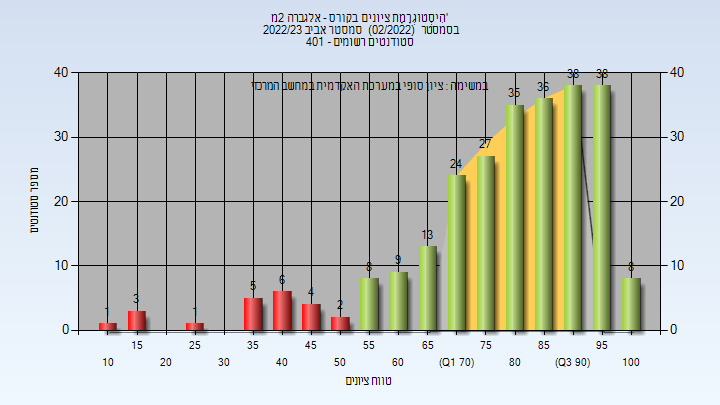 היסטוגרמת ציונים בקורס - אלגברה 2מ'
בסמסטר (02/2022) סמסטר אביב 2022/23
סטודנטים רשומים - 401
במשימה : ציון סופי במערכת האקדמית במחשב המרכזי
מספר סטודנטים
40 30 20 10 0
40 30 20 10 0
1 3 1 5 6 4 2 8 9 13 24 27 35 36 38 38 8
10 15 20 25 30 35 40 45 50 55 60 65 (Q1 70) 75 80 85 (Q3 90) 95 100
טווח ציונים